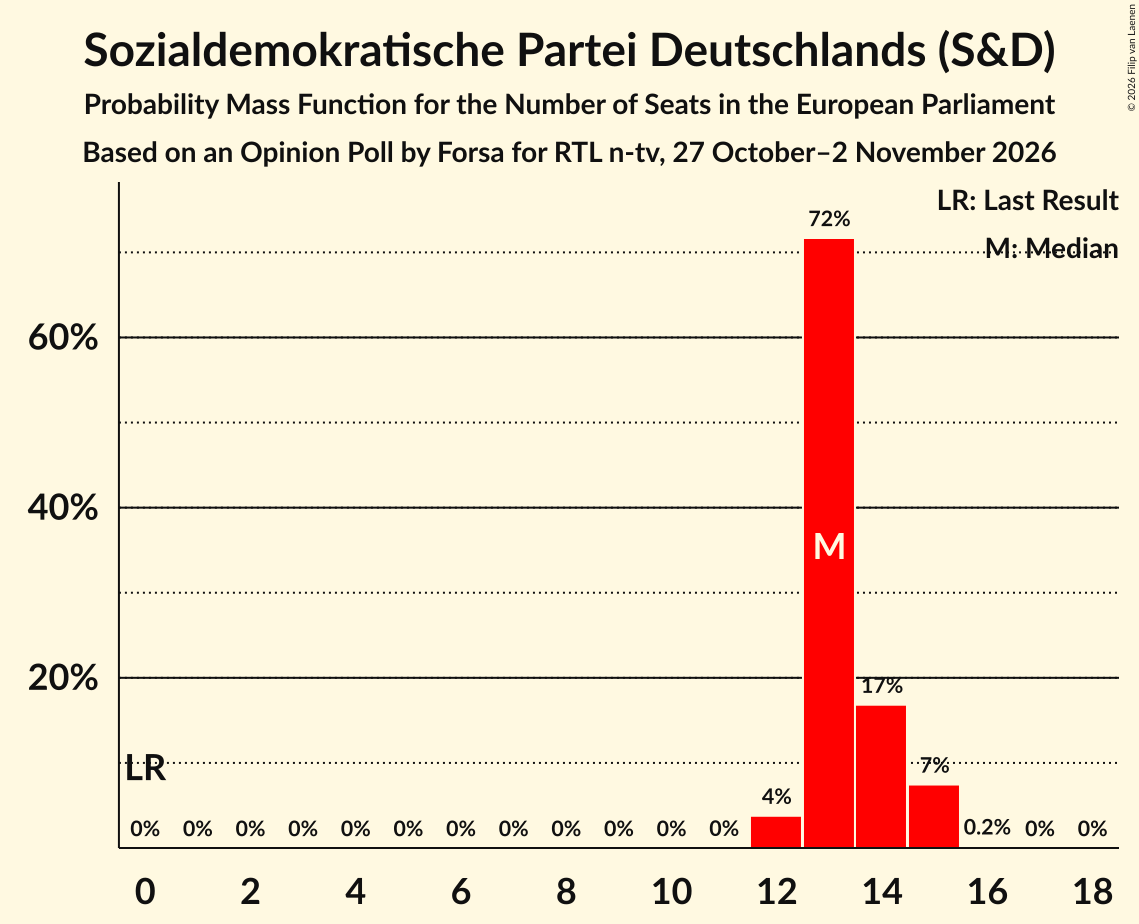 Sozialdemokratische Partei Deutschlands (S&D)
Probability Mass Function for the Number of Seats in the European Parliament
Based on an Opinion Poll by Forsa for RTL n-tv, 27 October–2 November 2026
© 2026 Filip van Laenen
LR: Last Result
M: Median
72%
60%
40%
M
20%
17%
LR
7%
4%
0% 0% 0% 0% 0% 0% 0% 0% 0% 0% 0% 0% 0.2% 0% 0%
0 2 4 6 8 10 12 14 16 18